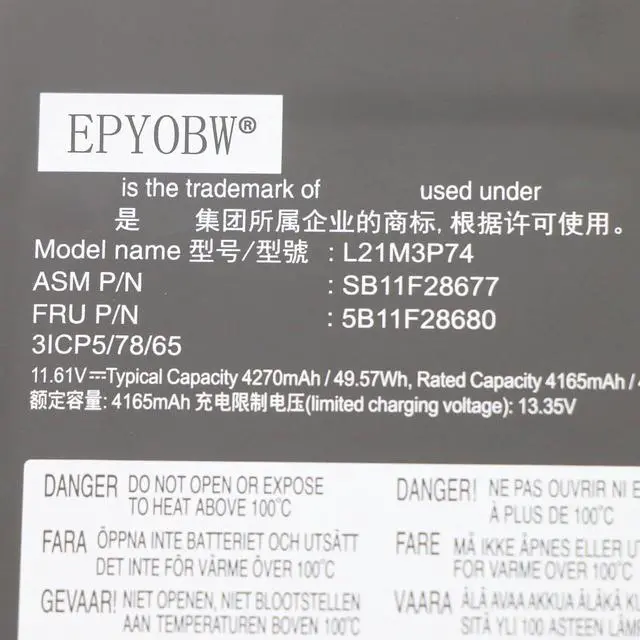 EPYOBW®
is the trademark of used under
是 集团所属企业的商标, 根据许可使用。
Model name 型号/型號 : L21M3P74
ASM P/N : SB11F28677
FRU P/N : 5B11F28680
3ICP5/78/65
11.61V⎓Typical Capacity 4270mAh / 49.57Wh, Rated Capacity 4165mAh /
额定容量: 4165mAh 充电限制电压(limited charging voltage): 13.35V
DANGER DO NOT OPEN OR EXPOSE
TO HEAT ABOVE 100°C
DANGER! NE PAS OUVRIR NI E
À PLUS DE 100°C
FARA ÖPPNA INTE BATTERIET OCH UTSÄTT
DET INTE FÖR VÄRME ÖVER 100°C
FARE MÅ IKKE ÅPNES ELLER U
FOR VARME OVER 100°C
GEVAAR! NIET OPENEN, NIET BLOOTSTELLEN
AAN TEMPERATUREN BOVEN 100°C
VAARA ÄLÄ AVAA AKKUA ÄLÄKÄ
SITÄ YLI 100 ASTEEN LÄM